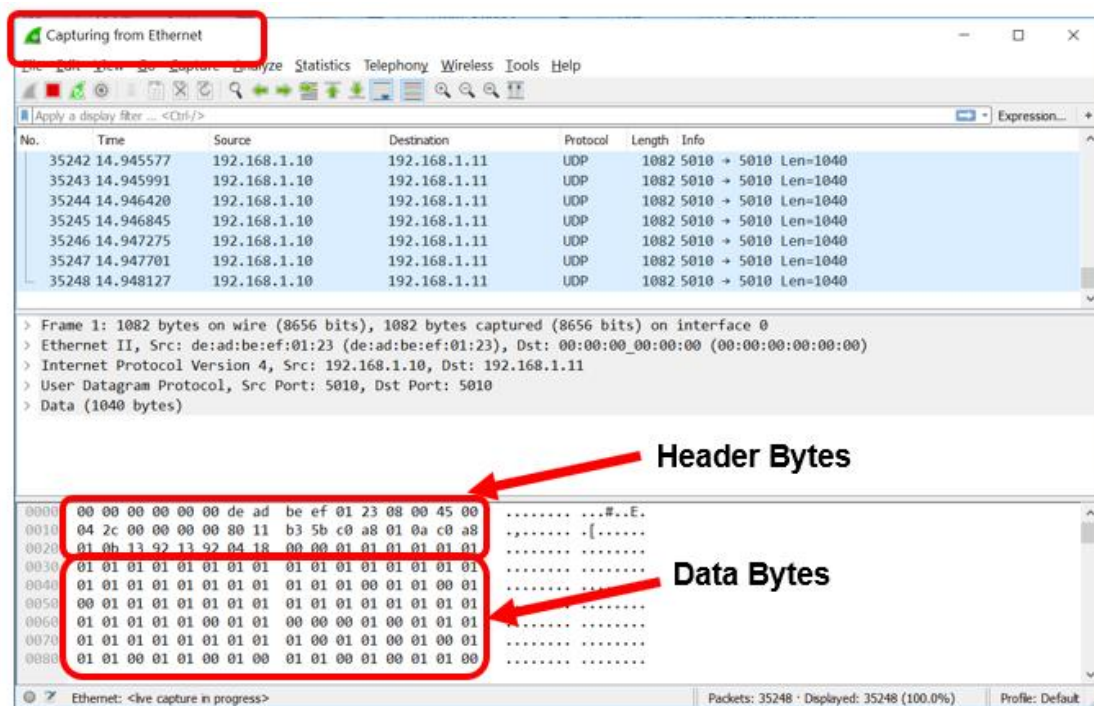 Capturing from Ethernet
File Edit View Go Capture Analyze Statistics Telephony Wireless Tools Help
Apply a display filter ... <Ctrl-/> Expression... +
No. Time Source Destination Protocol Length Info
35242 14.945577 192.168.1.10 192.168.1.11 UDP 1082 5010 → 5010 Len=1040
35243 14.945991 192.168.1.10 192.168.1.11 UDP 1082 5010 → 5010 Len=1040
35244 14.946420 192.168.1.10 192.168.1.11 UDP 1082 5010 → 5010 Len=1040
35245 14.946845 192.168.1.10 192.168.1.11 UDP 1082 5010 → 5010 Len=1040
35246 14.947275 192.168.1.10 192.168.1.11 UDP 1082 5010 → 5010 Len=1040
35247 14.947701 192.168.1.10 192.168.1.11 UDP 1082 5010 → 5010 Len=1040
35248 14.948127 192.168.1.10 192.168.1.11 UDP 1082 5010 → 5010 Len=1040
> Frame 1: 1082 bytes on wire (8656 bits), 1082 bytes captured (8656 bits) on interface 0
> Ethernet II, Src: de:ad:be:ef:01:23 (de:ad:be:ef:01:23), Dst: 00:00:00_00:00:00 (00:00:00:00:00:00)
> Internet Protocol Version 4, Src: 192.168.1.10, Dst: 192.168.1.11
> User Datagram Protocol, Src Port: 5010, Dst Port: 5010
> Data (1040 bytes)
Header Bytes
0000 00 00 00 00 00 00 de ad be ef 01 23 08 00 45 00 ........ ...#..E.
0010 04 2c 00 00 00 00 80 11 b3 5b c0 a8 01 0a c0 a8 .,...... .[......
0020 01 0b 13 92 13 92 04 18 00 00 01 01 01 01 01 01 ........ ........
0030 01 01 01 01 01 01 01 01 01 01 01 01 01 01 01 01 ........ ........
0040 01 01 01 01 01 01 01 01 01 01 01 00 01 01 00 01 ........ ........
Data Bytes
0050 00 01 01 01 01 01 01 01 01 01 01 01 01 01 01 01 ........ ........
0060 01 01 01 01 01 00 01 01 00 00 00 01 00 01 01 01 ........ ........
0070 01 01 01 01 01 01 01 01 01 00 01 01 00 01 00 01 ........ ........
0080 01 01 00 01 01 00 01 00 01 01 00 01 00 01 01 00 ........ ........
Ethernet: <live capture in progress> Packets: 35248 · Displayed: 35248 (100.0%) Profile: Default